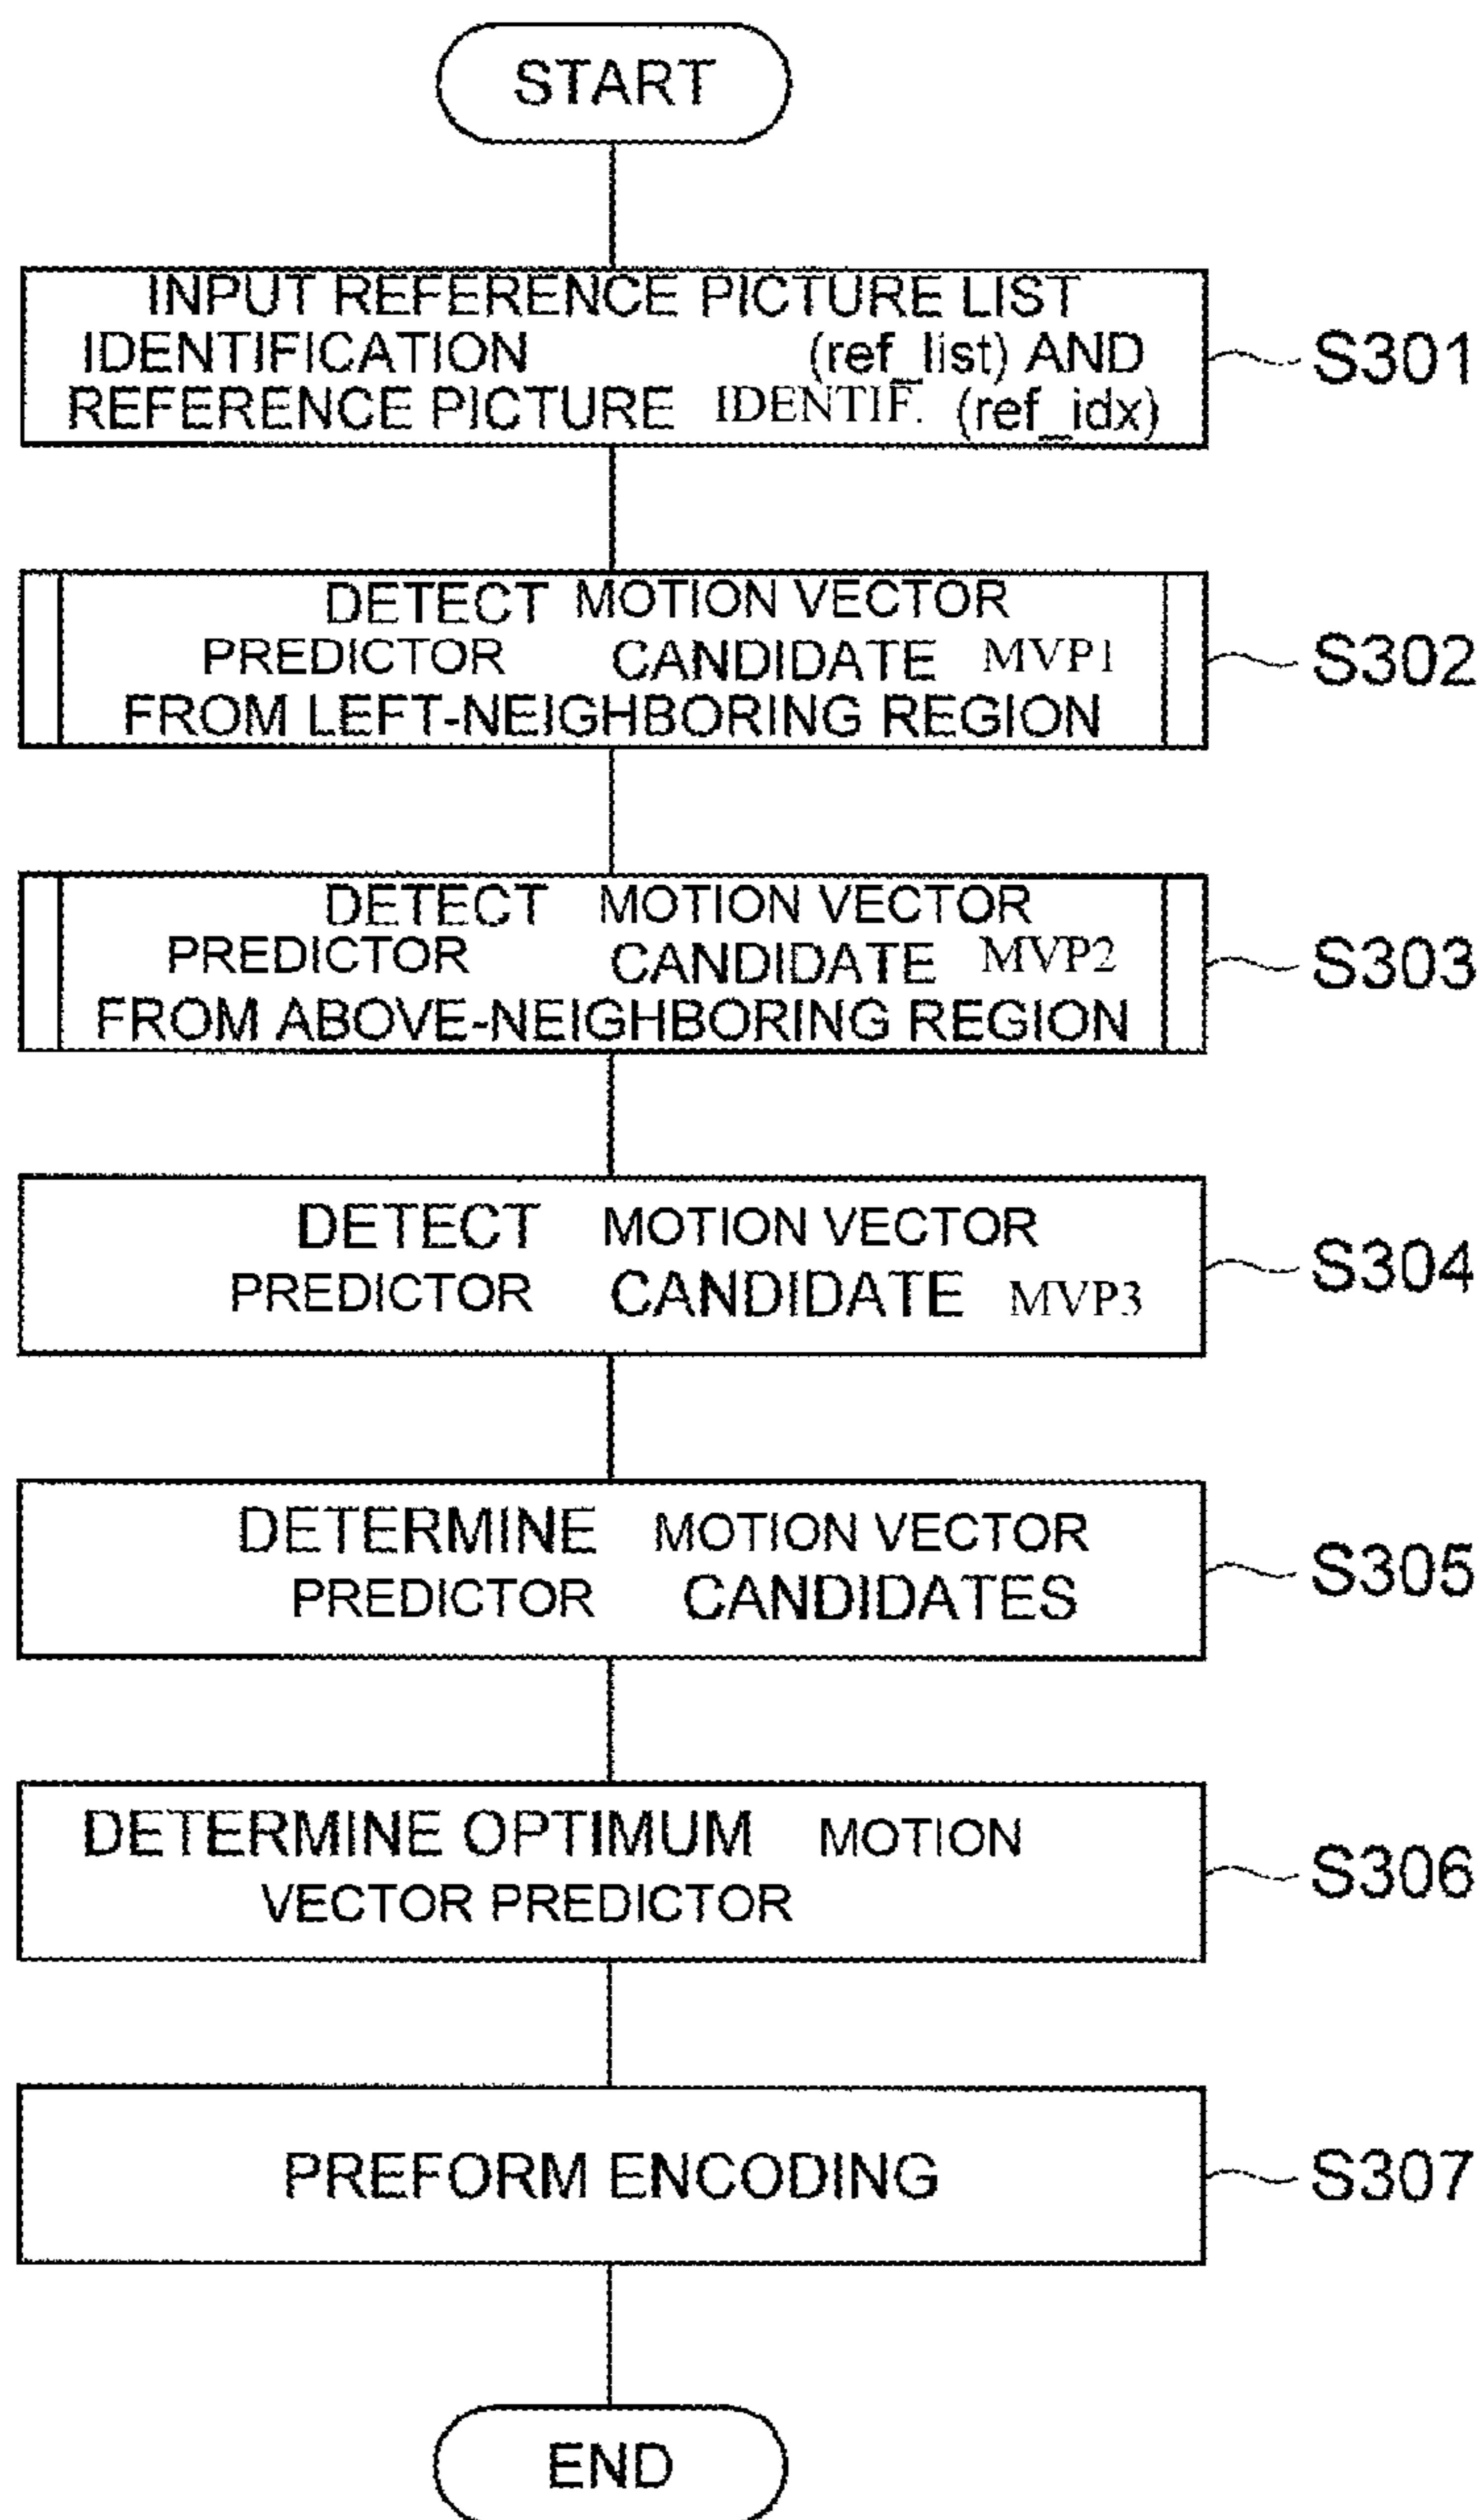 START
INPUT REFERENCE PICTURE LIST
IDENTIFICATION (ref_list) AND
REFERENCE PICTURE IDENTIF. (ref_idx)
S301
DETECT MOTION VECTOR
PREDICTOR CANDIDATE MVP1
FROM LEFT-NEIGHBORING REGION
S302
DETECT MOTION VECTOR
PREDICTOR CANDIDATE MVP2
FROM ABOVE-NEIGHBORING REGION
S303
DETECT MOTION VECTOR
PREDICTOR CANDIDATE MVP3
S304
DETERMINE MOTION VECTOR
PREDICTOR CANDIDATES
S305
DETERMINE OPTIMUM MOTION
VECTOR PREDICTOR
S306
PREFORM ENCODING
S307
END